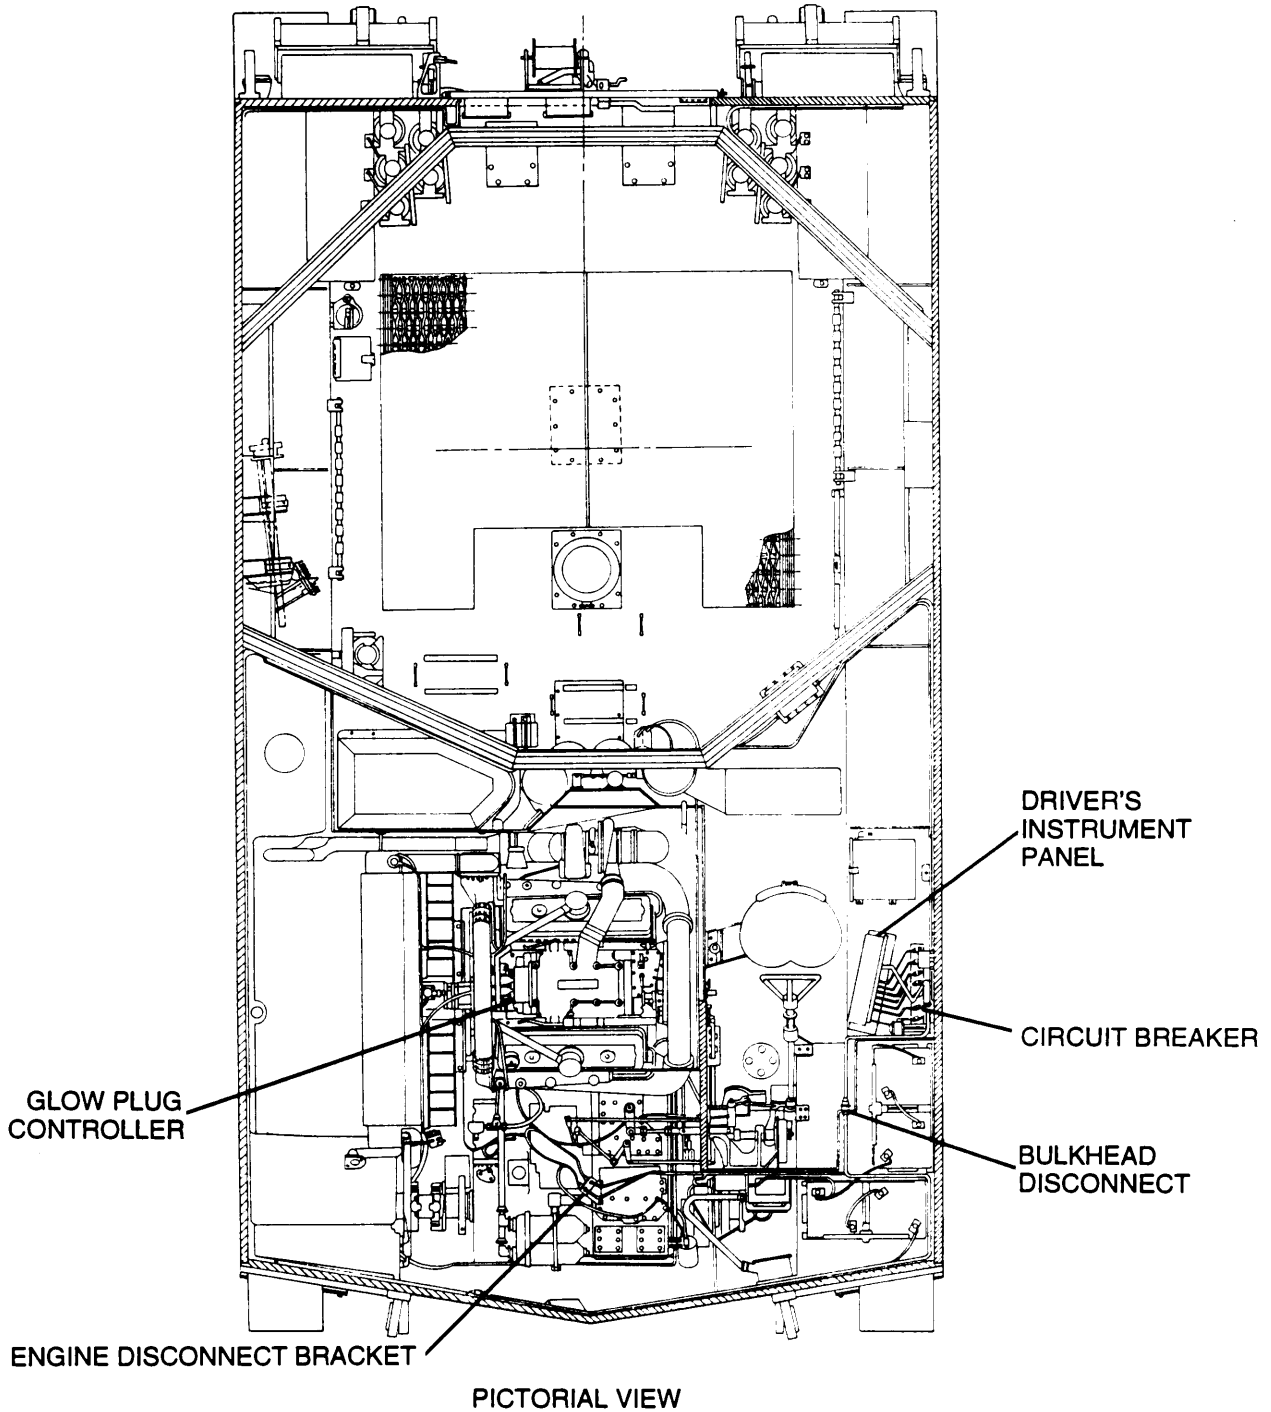 DRIVER'S
INSTRUMENT
PANEL
CIRCUIT BREAKER
GLOW PLUG
CONTROLLER
BULKHEAD
DISCONNECT
ENGINE DISCONNECT BRACKET
PICTORIAL VIEW